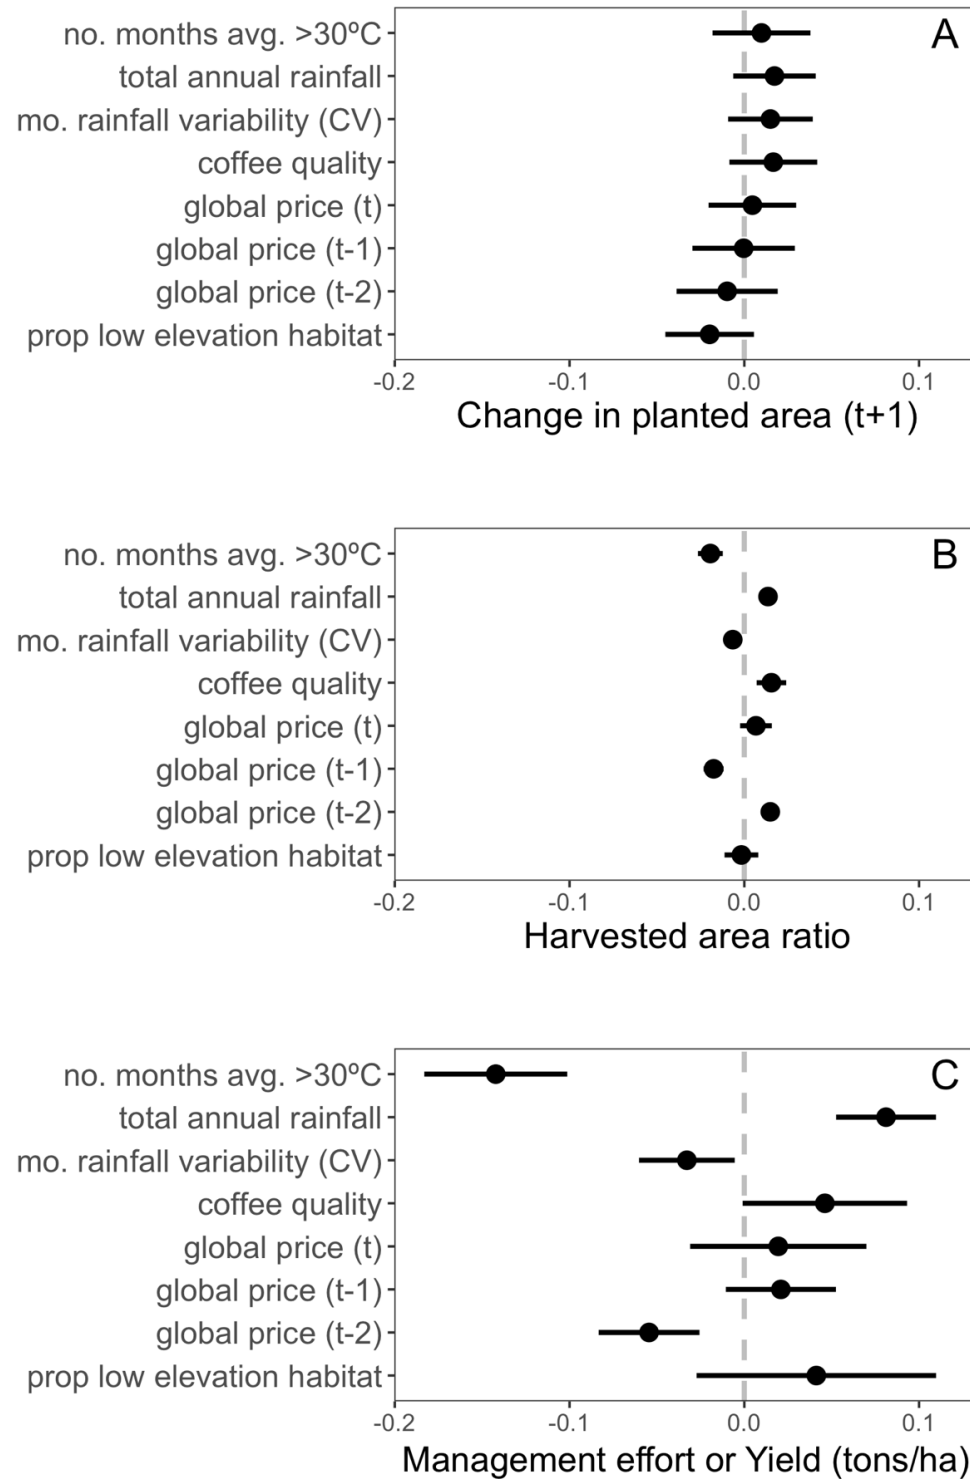 A
no. months avg. >30ºC
total annual rainfall
mo. rainfall variability (CV)
coffee quality
global price (t)
global price (t-1)
global price (t-2)
prop low elevation habitat
-0.2 -0.1 0.0 0.1
Change in planted area (t+1)
B
no. months avg. >30ºC
total annual rainfall
mo. rainfall variability (CV)
coffee quality
global price (t)
global price (t-1)
global price (t-2)
prop low elevation habitat
-0.2 -0.1 0.0 0.1
Harvested area ratio
C
no. months avg. >30ºC
total annual rainfall
mo. rainfall variability (CV)
coffee quality
global price (t)
global price (t-1)
global price (t-2)
prop low elevation habitat
-0.2 -0.1 0.0 0.1
Management effort or Yield (tons/ha)